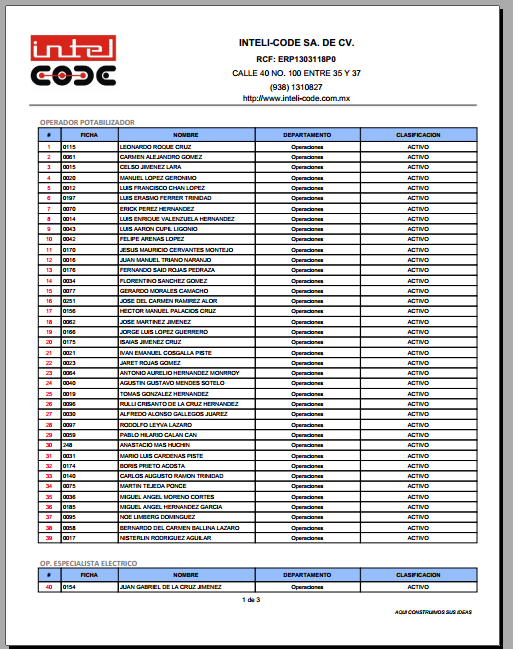 intel
CODE
INTELI-CODE SA. DE CV.
RCF: ERP1303118P0
CALLE 40 NO. 100 ENTRE 35 Y 37
(938) 1310827
http://www.inteli-code.com.mx
OPERADOR POTABILIZADOR
# FICHA NOMBRE DEPARTAMENTO CLASIFICACION
1 0115 LEONARDO ROQUE CRUZ Operaciones ACTIVO
2 0061 CARMEN ALEJANDRO GOMEZ Operaciones ACTIVO
3 0015 CELSO JIMENEZ LARA Operaciones ACTIVO
4 0020 MANUEL LOPEZ GERONIMO Operaciones ACTIVO
5 0012 LUIS FRANCISCO CHAN LOPEZ Operaciones ACTIVO
6 0197 LUIS ERASMO FERRER TRINIDAD Operaciones ACTIVO
7 0070 ERICK PEREZ HERNANDEZ Operaciones ACTIVO
8 0014 LUIS ENRIQUE VALENZUELA HERNANDEZ Operaciones ACTIVO
9 0043 LUIS AARON CUPIL LIGONIO Operaciones ACTIVO
10 0042 FELIPE ARENAS LOPEZ Operaciones ACTIVO
11 0170 JESUS MAURICIO CERVANTES MONTEJO Operaciones ACTIVO
12 0016 JUAN MANUEL TRIANO NARANJO Operaciones ACTIVO
13 0176 FERNANDO SAID ROJAS PEDRAZA Operaciones ACTIVO
14 0034 FLORENTINO SANCHEZ GOMEZ Operaciones ACTIVO
15 0077 GERARDO MORALES CAMACHO Operaciones ACTIVO
16 0251 JOSE DEL CARMEN RAMIREZ ALOR Operaciones ACTIVO
17 0156 HECTOR MANUEL PALACIOS CRUZ Operaciones ACTIVO
18 0062 JOSE MARTINEZ JIMENEZ Operaciones ACTIVO
19 0166 JORGE LUIS LOPEZ GUERRERO Operaciones ACTIVO
20 0175 ISAIAS JIMENEZ CRUZ Operaciones ACTIVO
21 0021 IVAN EMANUEL COSGALLA PISTE Operaciones ACTIVO
22 0023 JARET ROJAS GOMEZ Operaciones ACTIVO
23 0064 ANTONIO AURELIO HERNANDEZ MONRROY Operaciones ACTIVO
24 0040 AGUSTIN GUSTAVO MENDES SOTELO Operaciones ACTIVO
25 0019 TOMAS GONZALEZ HERNANDEZ Operaciones ACTIVO
26 0096 RULLI CRISANTO DE LA CRUZ HERNANDEZ Operaciones ACTIVO
27 0030 ALFREDO ALONSO GALLEGOS JUAREZ Operaciones ACTIVO
28 0097 RODOLFO LEYVA LAZARO Operaciones ACTIVO
29 0059 PABLO HILARIO CALAN CAN Operaciones ACTIVO
30 248 ANASTACIO MAS HUCHIN Operaciones ACTIVO
31 0031 MARIO LUIS CARDENAS PISTE Operaciones ACTIVO
32 0174 BORIS PRIETO ACOSTA Operaciones ACTIVO
33 0140 CARLOS AUGUSTO RAMON TRINIDAD Operaciones ACTIVO
34 0075 MARTIN TEJEDA PONCE Operaciones ACTIVO
35 0036 MIGUEL ANGEL MORENO CORTES Operaciones ACTIVO
36 0185 MIGUEL ANGEL HERNANDEZ GARCIA Operaciones ACTIVO
37 0095 NOE LIMBERG DOMINGUEZ Operaciones ACTIVO
38 0058 BERNARDO DEL CARMEN BALLINA LAZARO Operaciones ACTIVO
39 0017 NISTERLIN RODRIGUEZ AGUILAR Operaciones ACTIVO
OP. ESPECIALISTA ELECTRICO
# FICHA NOMBRE DEPARTAMENTO CLASIFICACION
40 0154 JUAN GABRIEL DE LA CRUZ JIMENEZ Operaciones ACTIVO
1 de 3
AQUI CONSTRUIMOS SUS IDEAS